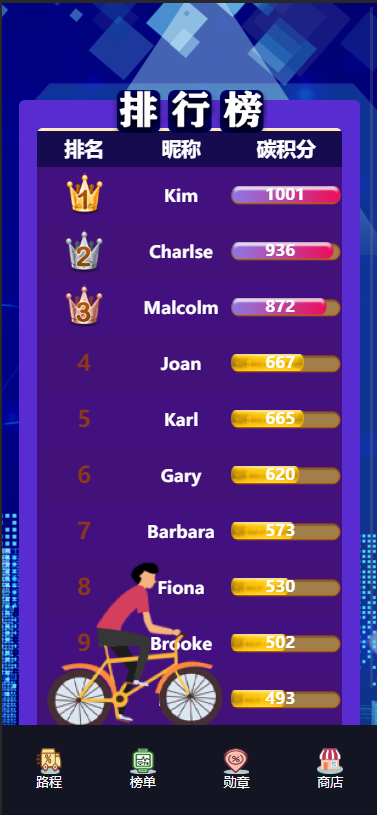 排行榜
排名 昵称 碳积分
1 Kim 1001
2 Charlse 936
3 Malcolm 872
4 Joan 667
5 Karl 665
6 Gary 620
7 Barbara 573
8 Fiona 530
9 Brooke 502
493
路程 榜单 勋章 商店